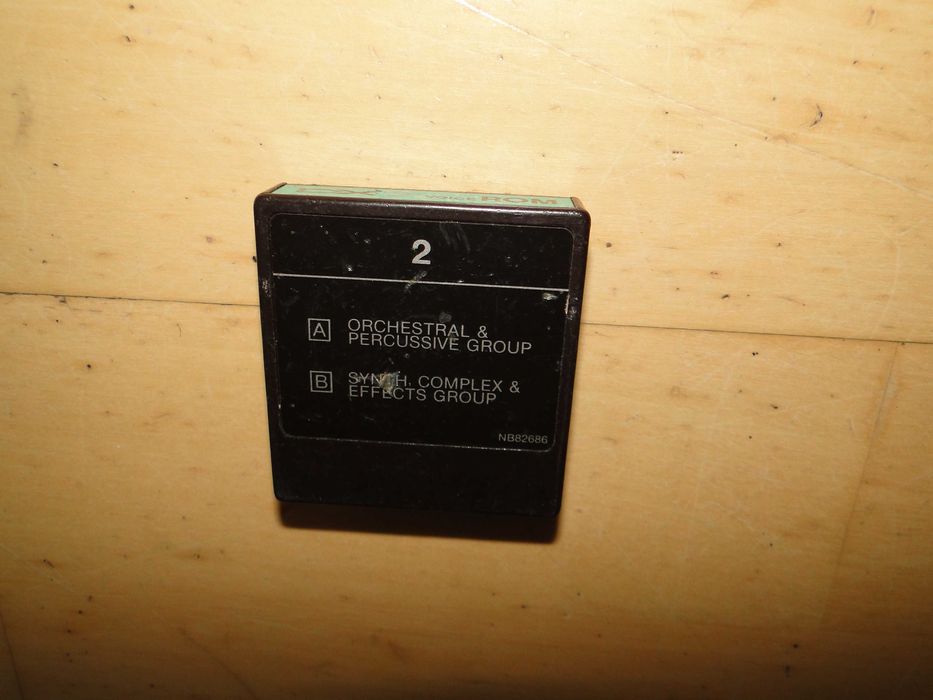 ROM
2
A ORCHESTRAL &
PERCUSSIVE GROUP
B SYNTH, COMPLEX &
EFFECTS GROUP
NB82686